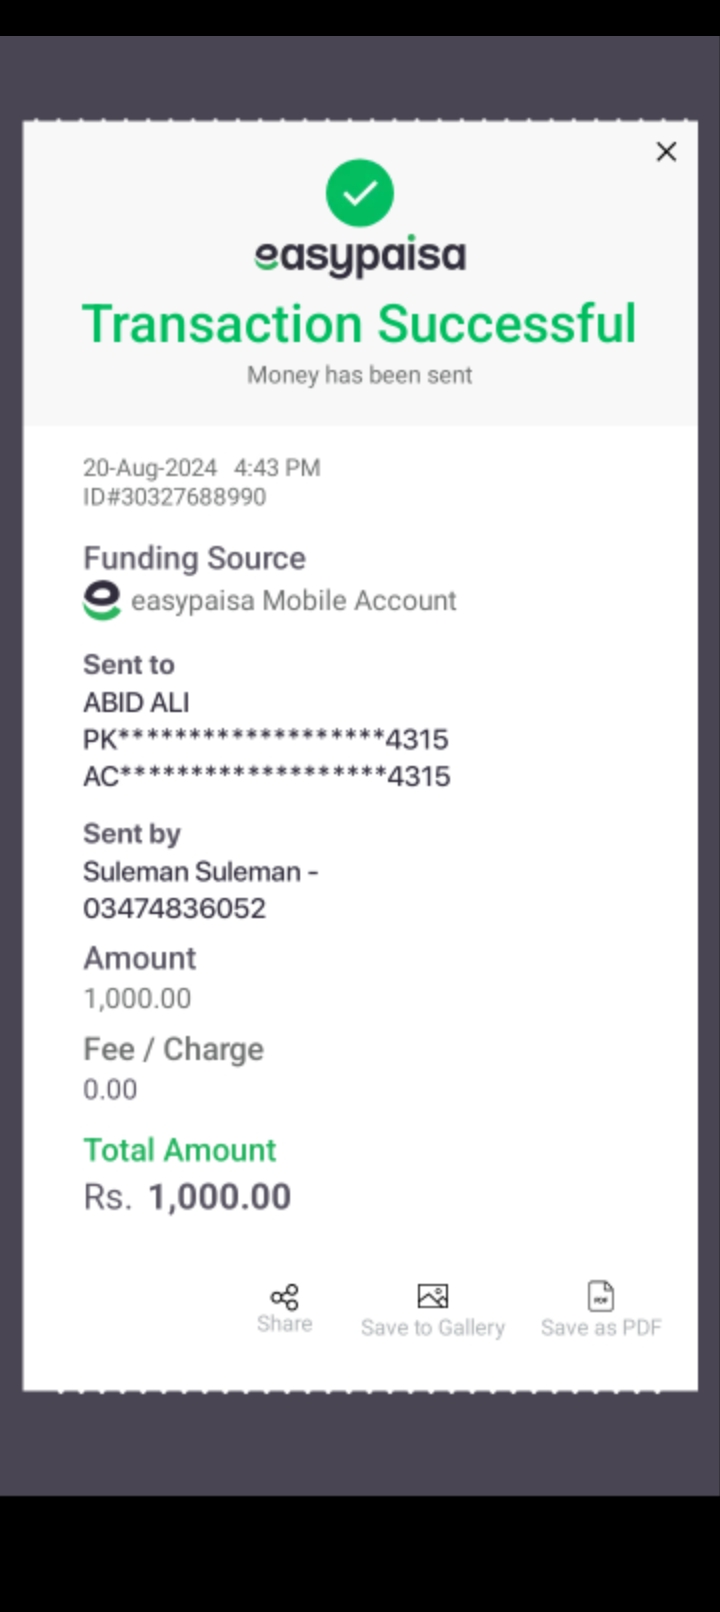 easypaisa
Transaction Successful
Money has been sent
20-Aug-2024 4:43 PM
ID#30327688990
Funding Source
easypaisa Mobile Account
Sent to
ABID ALI
PK*******************4315
AC*******************4315
Sent by
Suleman Suleman -
03474836052
Amount
1,000.00
Fee / Charge
0.00
Total Amount
Rs. 1,000.00
Share
Save to Gallery
PDF
Save as PDF